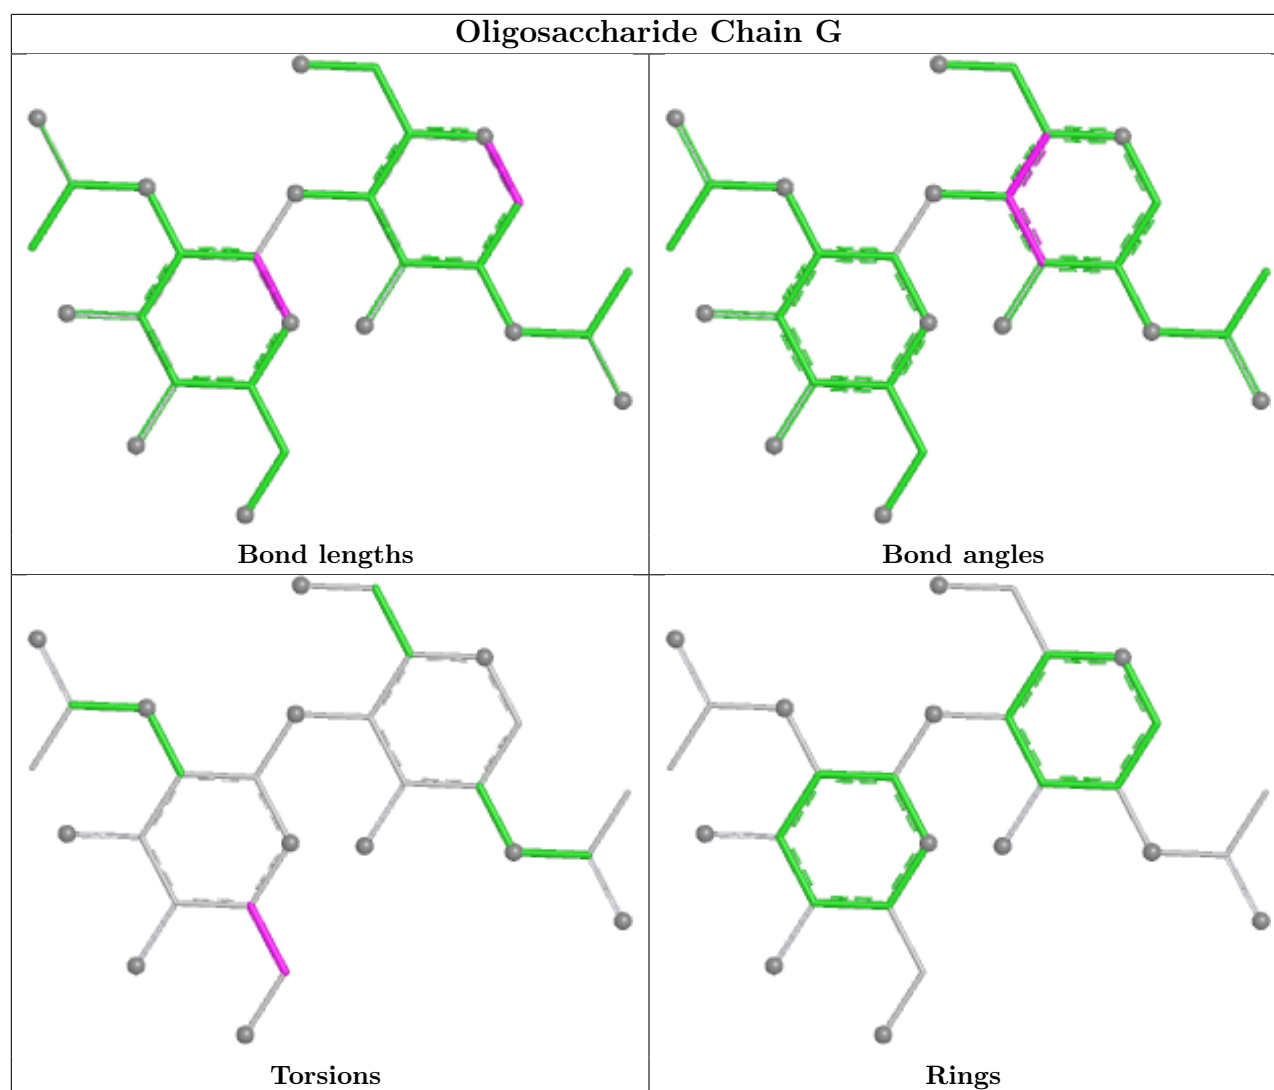 Oligosaccharide Chain G
Bond lengths
Bond angles
Torsions
Rings